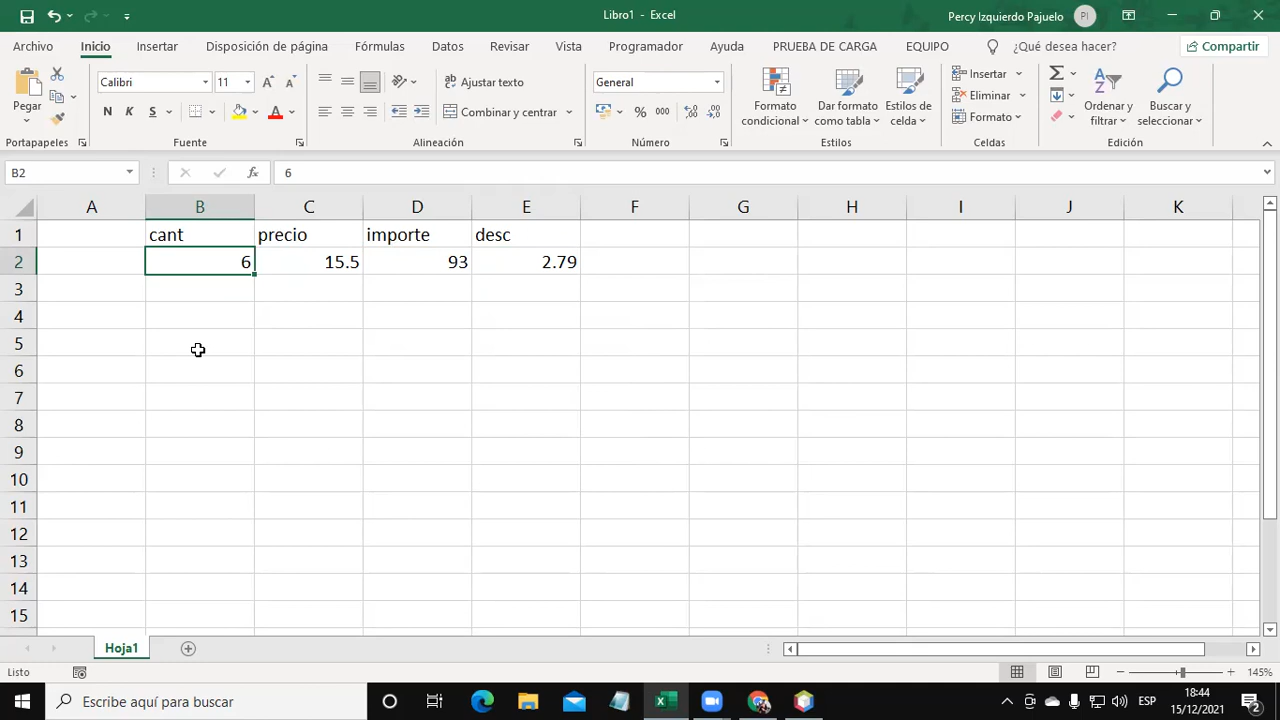 Libro1 - Excel
Percy Izquierdo Pajuelo
PI
Archivo Inicio Insertar Disposición de página Fórmulas Datos Revisar Vista Programador Ayuda PRUEBA DE CARGA EQUIPO ¿Qué desea hacer? Compartir
Pegar
Calibri 11
N K S
Ajustar texto
Combinar y centrar
General
% 000
Formato condicional
Dar formato como tabla
Estilos de celda
Insertar
Eliminar
Formato
Ordenar y filtrar
Buscar y seleccionar
Portapapeles Fuente Alineación Número Estilos Celdas Edición
B2 fx 6
A B C D E F G H I J K
1 cant precio importe desc
2 6 15.5 93 2.79
3
4
5
6
7
8
9
10
11
12
13
14
15
Hoja1
Listo 145%
Escribe aquí para buscar
ESP
18:44
15/12/2021
2